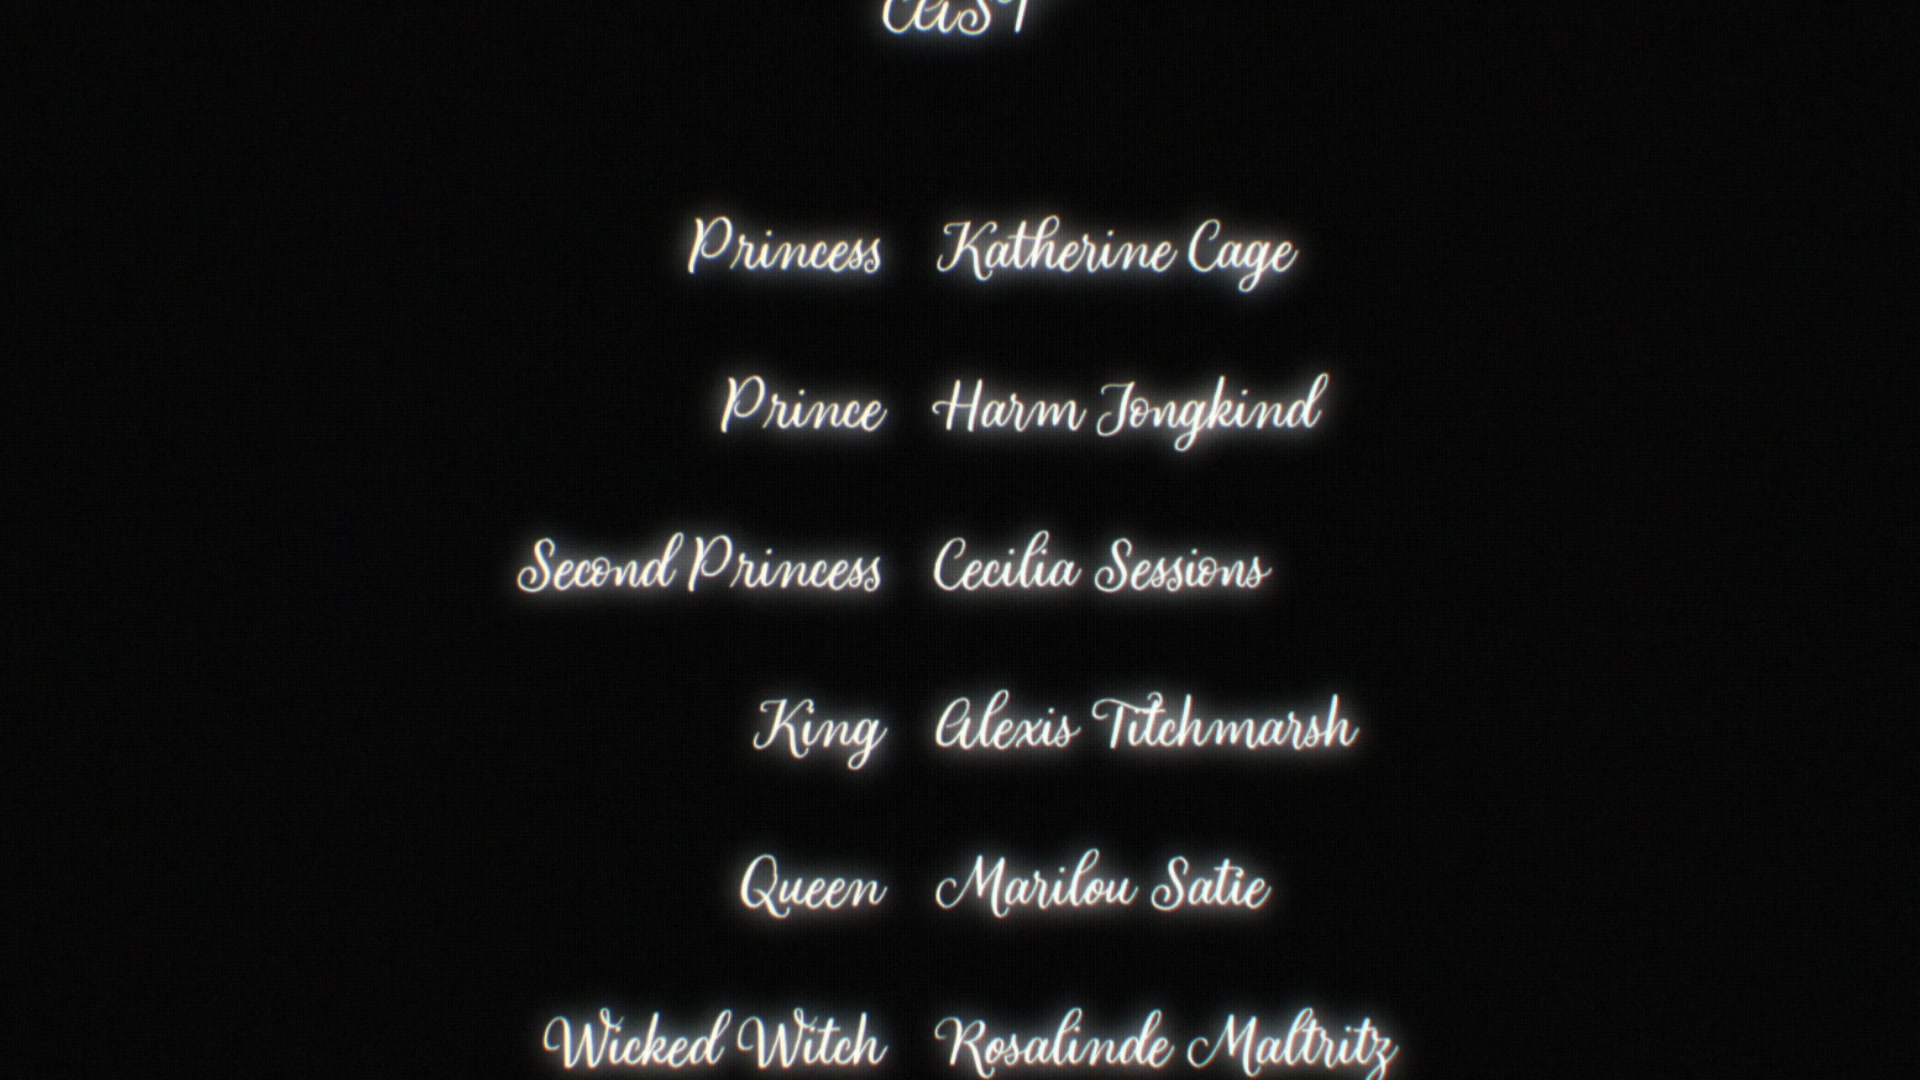 Cast
Princess Katherine Cage
Prince Harm Jongkind
Second Princess Cecilia Sessions
King Alexis Titchmarsh
Queen Marilou Satie
Wicked Witch Rosalinde Maltritz